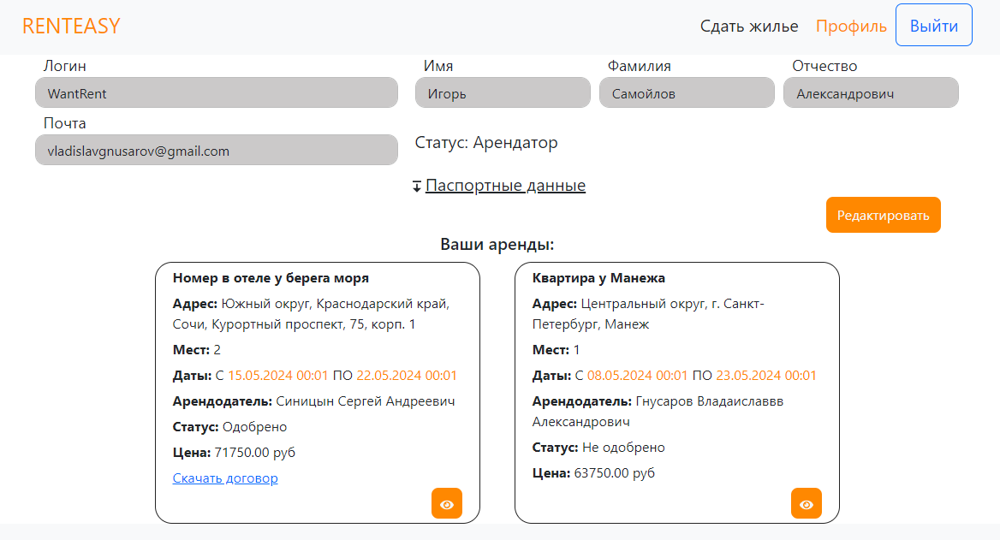 RENTEASY
Сдать жилье Профиль Выйти
Логин Имя Фамилия Отчество
WantRent Игорь Самойлов Александрович
Почта
vladislavgnusarov@gmail.com Статус: Арендатор
Паспортные данные
Редактировать
Ваши аренды:
Номер в отеле у берега моря
Адрес: Южный округ, Краснодарский край,
Сочи, Курортный проспект, 75, корп. 1
Мест: 2
Даты: С 15.05.2024 00:01 ПО 22.05.2024 00:01
Арендодатель: Синицын Сергей Андреевич
Статус: Одобрено
Цена: 71750.00 руб
Скачать договор
Квартира у Манежа
Адрес: Центральный округ, г. Санкт-
Петербург, Манеж
Мест: 1
Даты: С 08.05.2024 00:01 ПО 23.05.2024 00:01
Арендодатель: Гнусаров Владаиславвв
Александрович
Статус: Не одобрено
Цена: 63750.00 руб